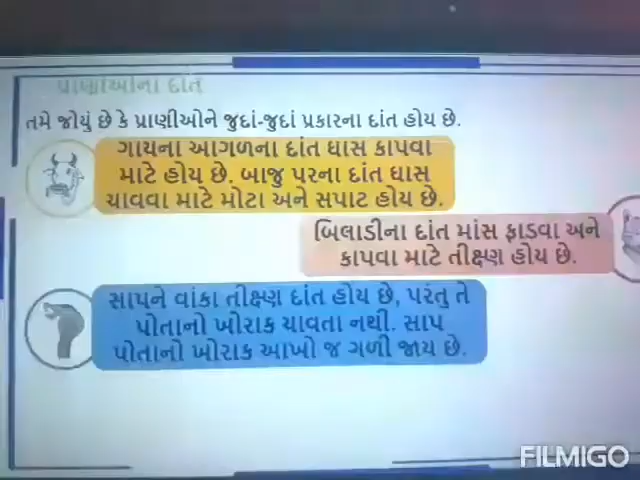 પ્રાણીઓના દાંત
તમે જોયું છે કે પ્રાણીઓને જુદાં-જુદાં પ્રકારના દાંત હોય છે.
ગાયના આગળના દાંત ઘાસ કાપવા
માટે હોય છે. બાજુ પરના દાંત ઘાસ
ચાવવા માટે મોટા અને સપાટ હોય છે.
બિલાડીના દાંત માંસ ફાડવા અને
કાપવા માટે તીક્ષ્ણ હોય છે.
સાપને વાંકા તીક્ષ્ણ દાંત હોય છે, પરંતુ તે
પોતાનો ખોરાક ચાવતા નથી. સાપ
પોતાનો ખોરાક આખો જ ગળી જાય છે.
FILMIGO